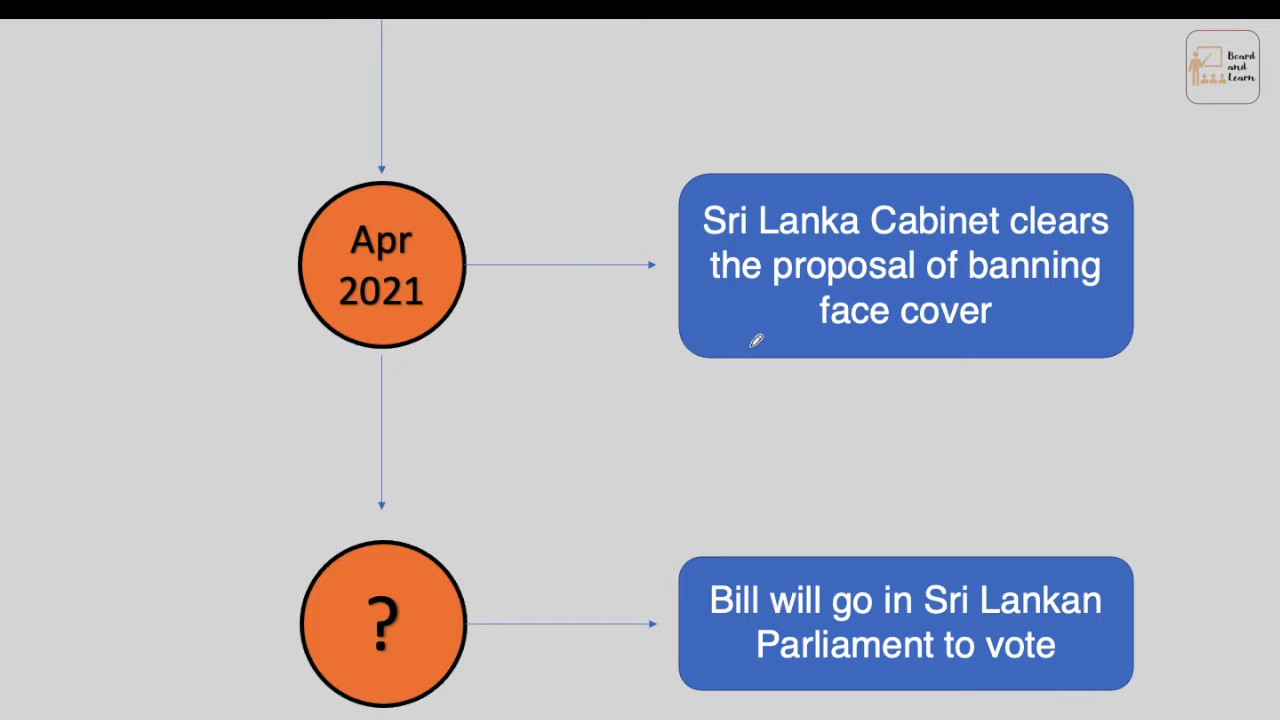 Board
and
Learn
Apr
2021
Sri Lanka Cabinet clears
the proposal of banning
face cover
?
Bill will go in Sri Lankan
Parliament to vote